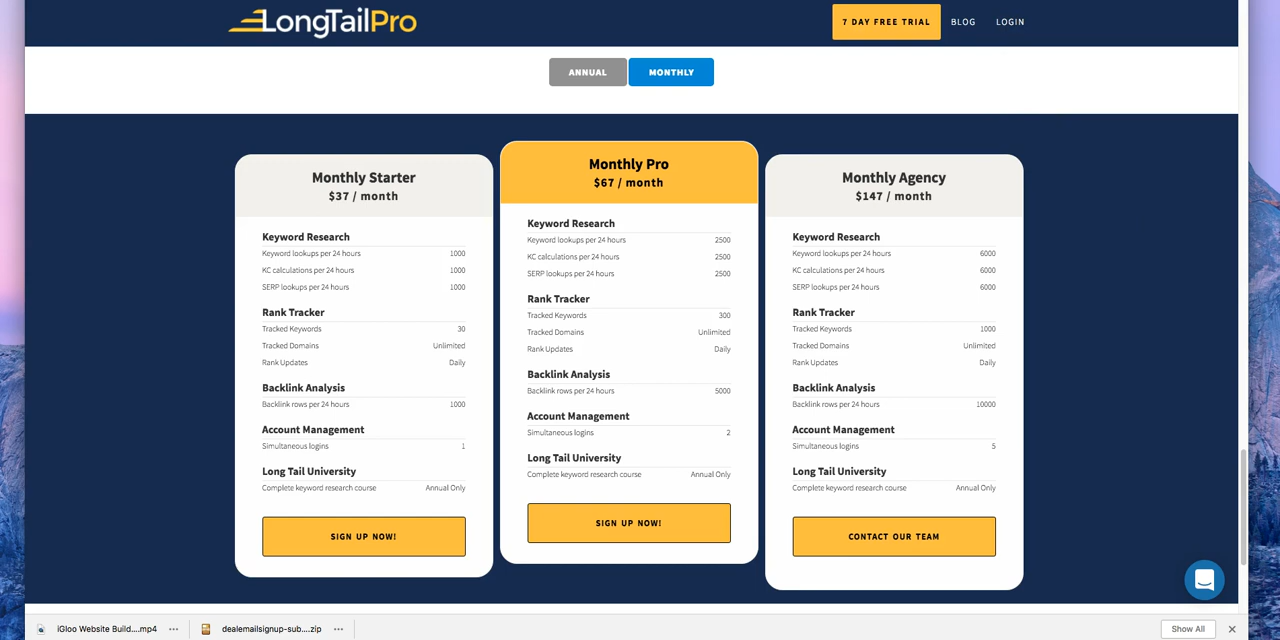 LongTailPro
7 DAY FREE TRIAL
BLOG
LOGIN
ANNUAL
MONTHLY
Monthly Starter
$37 / month
Keyword Research
Keyword lookups per 24 hours 1000
KC calculations per 24 hours 1000
SERP lookups per 24 hours 1000
Rank Tracker
Tracked Keywords 30
Tracked Domains Unlimited
Rank Updates Daily
Backlink Analysis
Backlink rows per 24 hours 1000
Account Management
Simultaneous logins 1
Long Tail University
Complete keyword research course Annual Only
SIGN UP NOW!
Monthly Pro
$67 / month
Keyword Research
Keyword lookups per 24 hours 2500
KC calculations per 24 hours 2500
SERP lookups per 24 hours 2500
Rank Tracker
Tracked Keywords 300
Tracked Domains Unlimited
Rank Updates Daily
Backlink Analysis
Backlink rows per 24 hours 5000
Account Management
Simultaneous logins 2
Long Tail University
Complete keyword research course Annual Only
SIGN UP NOW!
Monthly Agency
$147 / month
Keyword Research
Keyword lookups per 24 hours 6000
KC calculations per 24 hours 6000
SERP lookups per 24 hours 6000
Rank Tracker
Tracked Keywords 1000
Tracked Domains Unlimited
Rank Updates Daily
Backlink Analysis
Backlink rows per 24 hours 10000
Account Management
Simultaneous logins 5
Long Tail University
Complete keyword research course Annual Only
CONTACT OUR TEAM
iGloo Website Build....mp4
dealemailsignup-sub....zip
Show All